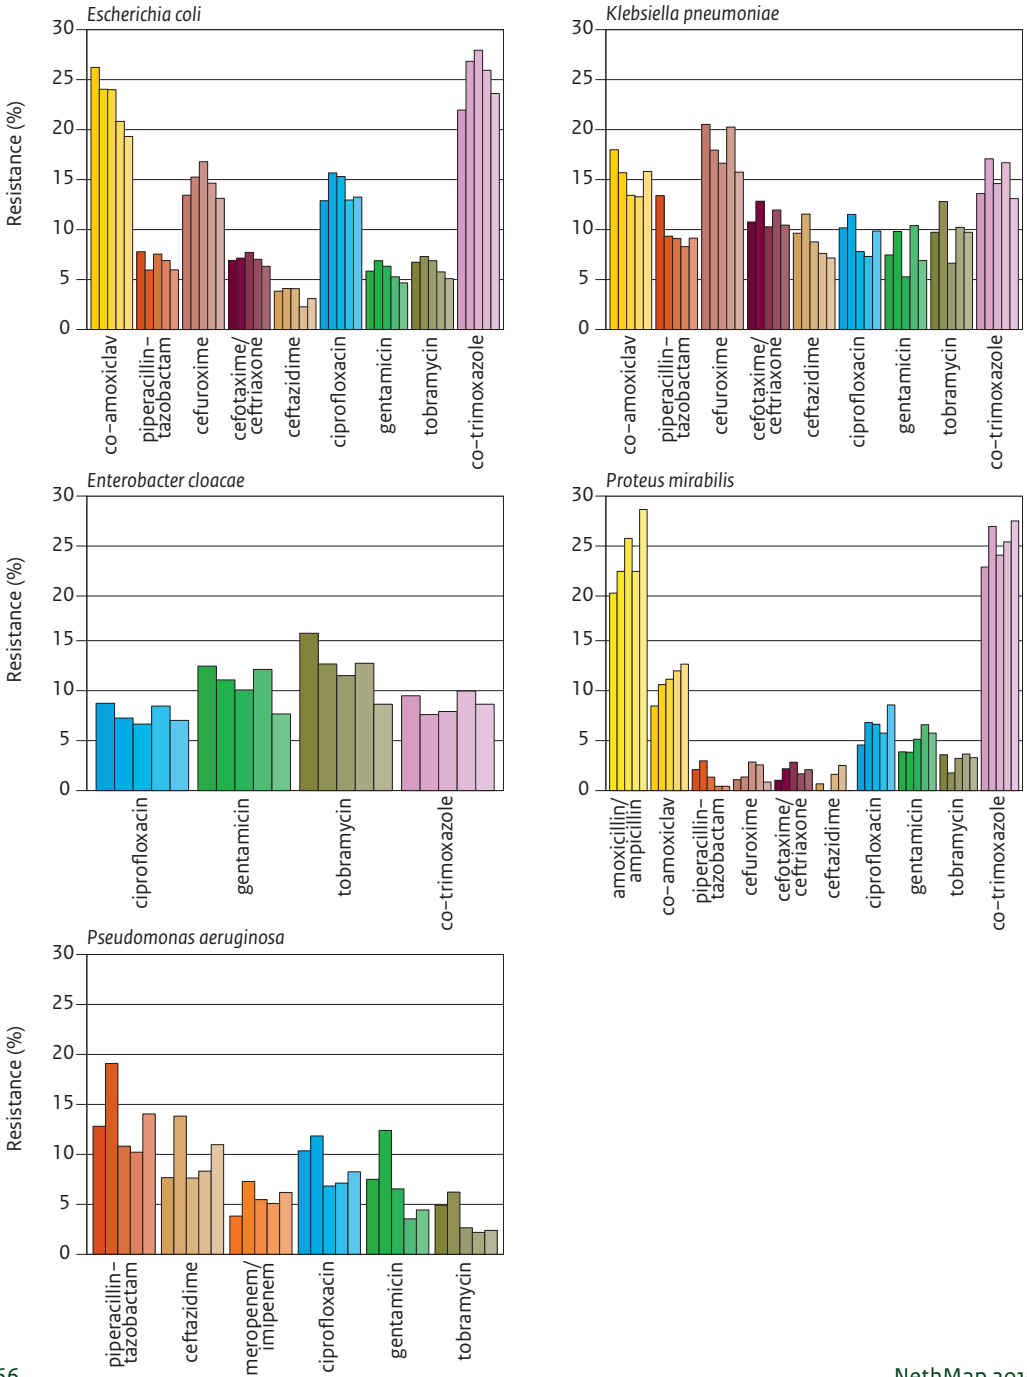 Escherichia coli
Resistance (%)
30
25
20
15
10
5
0
co-amoxiclav
piperacillin-
tazobactam
cefuroxime
cefotaxime/
ceftriaxone
ceftazidime
ciprofloxacin
gentamicin
tobramycin
co-trimoxazole
Klebsiella pneumoniae
30
25
20
15
10
5
0
co-amoxiclav
piperacillin-
tazobactam
cefuroxime
cefotaxime/
ceftriaxone
ceftazidime
ciprofloxacin
gentamicin
tobramycin
co-trimoxazole
Enterobacter cloacae
Resistance (%)
30
25
20
15
10
5
0
ciprofloxacin
gentamicin
tobramycin
co-trimoxazole
Proteus mirabilis
30
25
20
15
10
5
0
amoxicillin/
ampicillin
co-amoxiclav
piperacillin-
tazobactam
cefuroxime
cefotaxime/
ceftriaxone
ceftazidime
ciprofloxacin
gentamicin
tobramycin
co-trimoxazole
Pseudomonas aeruginosa
Resistance (%)
30
25
20
15
10
5
0
piperacillin-
tazobactam
ceftazidime
meropenem/
imipenem
ciprofloxacin
gentamicin
tobramycin